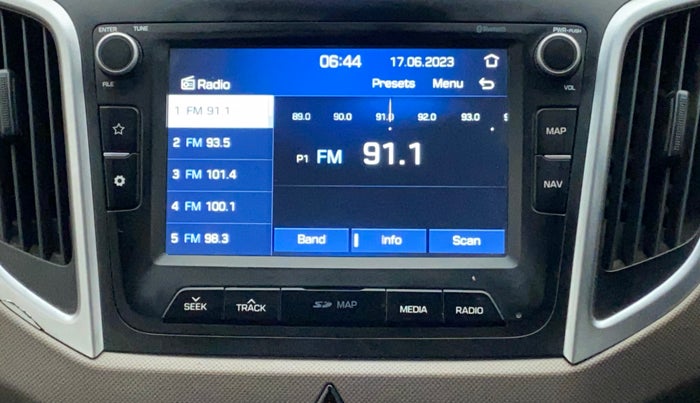 ENTER TUNE
Bluetooth
PWR-PUSH
FILE
VOL
06:44 17.06.2023
Radio
Presets Menu
1 FM 91.1
2 FM 93.5
3 FM 101.4
4 FM 100.1
5 FM 98.3
89.0 90.0 91.0 92.0 93.0 9
P1 FM 91.1
Band Info Scan
MAP
NAV
SEEK TRACK SD MAP MEDIA RADIO